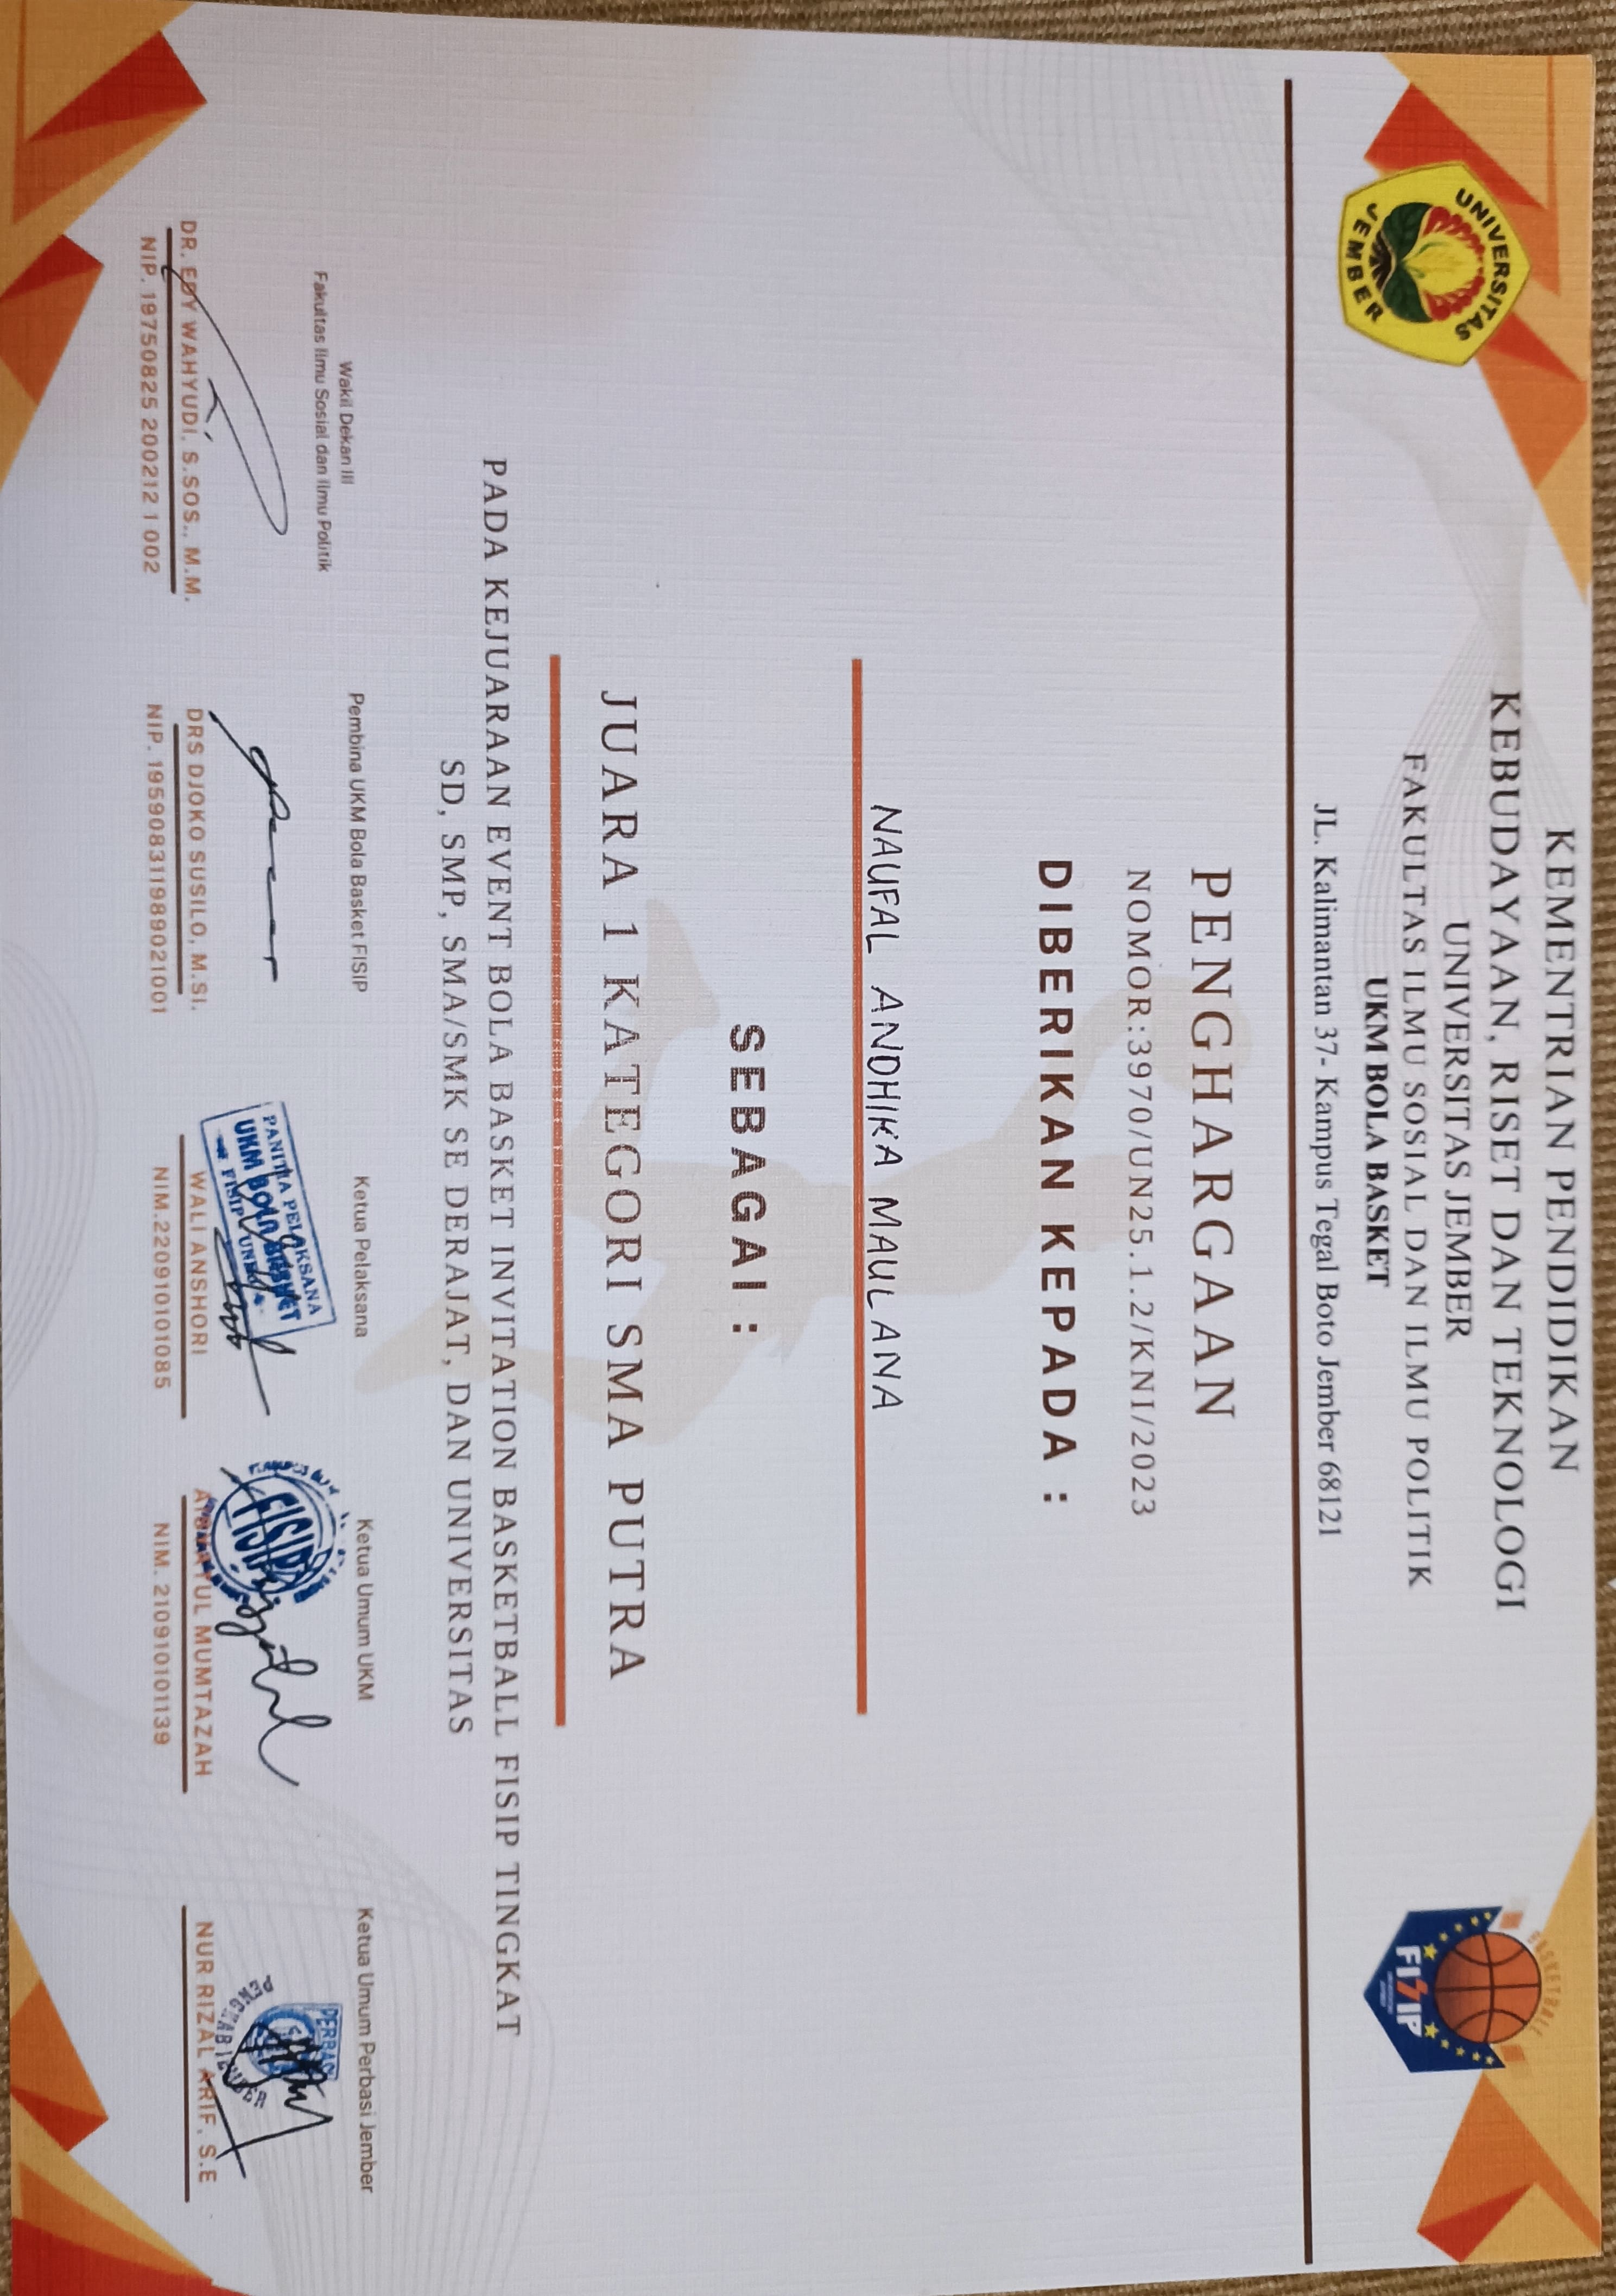 UNIVERSITAS
JEMBER
KEMENTRIAN PENDIDIKAN
KEBUDAYAAN, RISET DAN TEKNOLOGI
UNIVERSITAS JEMBER
FAKULTAS ILMU SOSIAL DAN ILMU POLITIK
UKM BOLA BASKET
JL. Kalimantan 37- Kampus Tegal Boto Jember 68121
BASKETBALL
FISIP
PENGHARGAAN
NOMOR:3970/UN25.1.2/KNI/2023
DIBERIKAN KEPADA :
NAUFAL ANDHIKA MAULANA
SEBAGAI :
JUARA 1 KATEGORI SMA PUTRA
PADA KEJUARAAN EVENT BOLA BASKET INVITATION BASKETBALL FISIP TINGKAT
SD, SMP, SMA/SMK SE DERAJAT, DAN UNIVERSITAS
Wakil Dekan III
Fakultas Ilmu Sosial dan Ilmu Politik
DR. EDY WAHYUDI. S.SOS., M.M.
NIP. 19750825 200212 1 002
Pembina UKM Bola Basket FISIP
DRS DJOKO SUSILO, M.SI.
NIP. 195908311989021001
Ketua Pelaksana
PANITIA PELAKSANA
UKM BOLA BASKET
FISIP UNEJ
WALI ANSHORI
NIM.220910101085
Ketua Umum UKM
FISIP
MUMTAZAH
NIM. 210910101139
Ketua Umum Perbasi Jember
PERBASI
NUR RIZAL ARIF. S.E